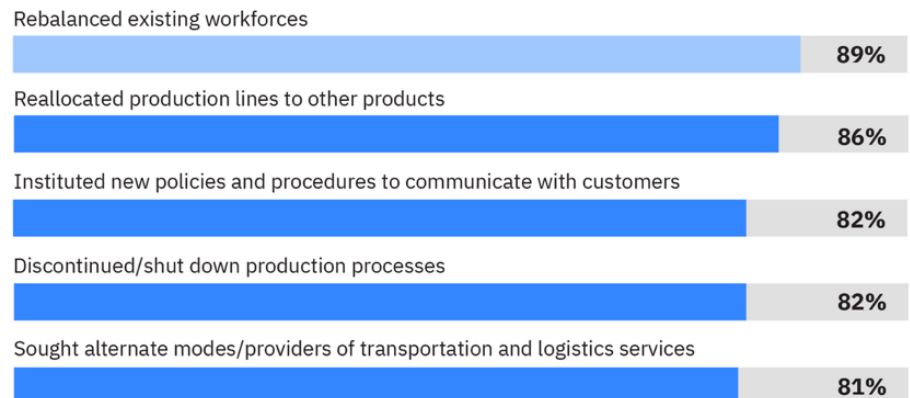 Rebalanced existing workforces
89%
Reallocated production lines to other products
86%
Instituted new policies and procedures to communicate with customers
82%
Discontinued/shut down production processes
82%
Sought alternate modes/providers of transportation and logistics services
81%